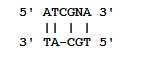 5' ATCGNA 3'
|| | |
3' TA-CGT 5'